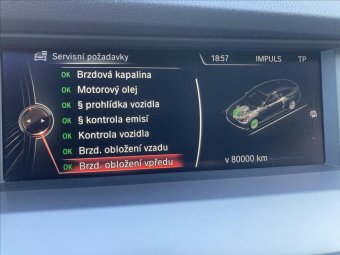 Servisní požadavky
18:57 IMPULS TP
OK Brzdová kapalina
OK Motorový olej
OK § prohlídka vozidla
OK § kontrola emisí
OK Kontrola vozidla
OK Brzd. obložení vzadu
OK Brzd. obložení vpředu
v 80000 km